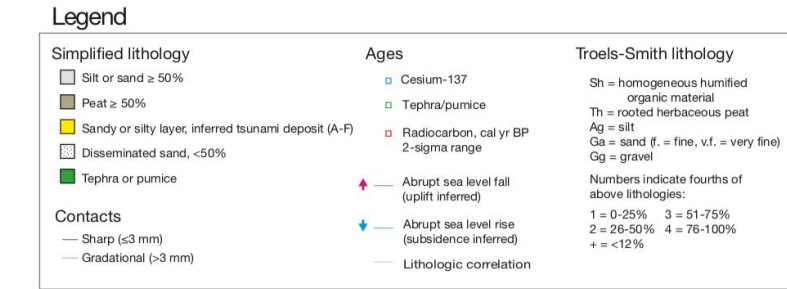 Legend
Simplified lithology
Silt or sand ≥ 50%
Peat ≥ 50%
Sandy or silty layer, inferred tsunami deposit (A-F)
Disseminated sand, <50%
Tephra or pumice
Contacts
Sharp (≤3 mm)
Gradational (>3 mm)
Ages
Cesium-137
Tephra/pumice
Radiocarbon, cal yr BP
2-sigma range
Abrupt sea level fall
(uplift inferred)
Abrupt sea level rise
(subsidence inferred)
Lithologic correlation
Troels-Smith lithology
Sh = homogeneous humified
organic material
Th = rooted herbaceous peat
Ag = silt
Ga = sand (f. = fine, v.f. = very fine)
Gg = gravel
Numbers indicate fourths of
above lithologies:
1 = 0-25% 3 = 51-75%
2 = 26-50% 4 = 76-100%
+ = <12%